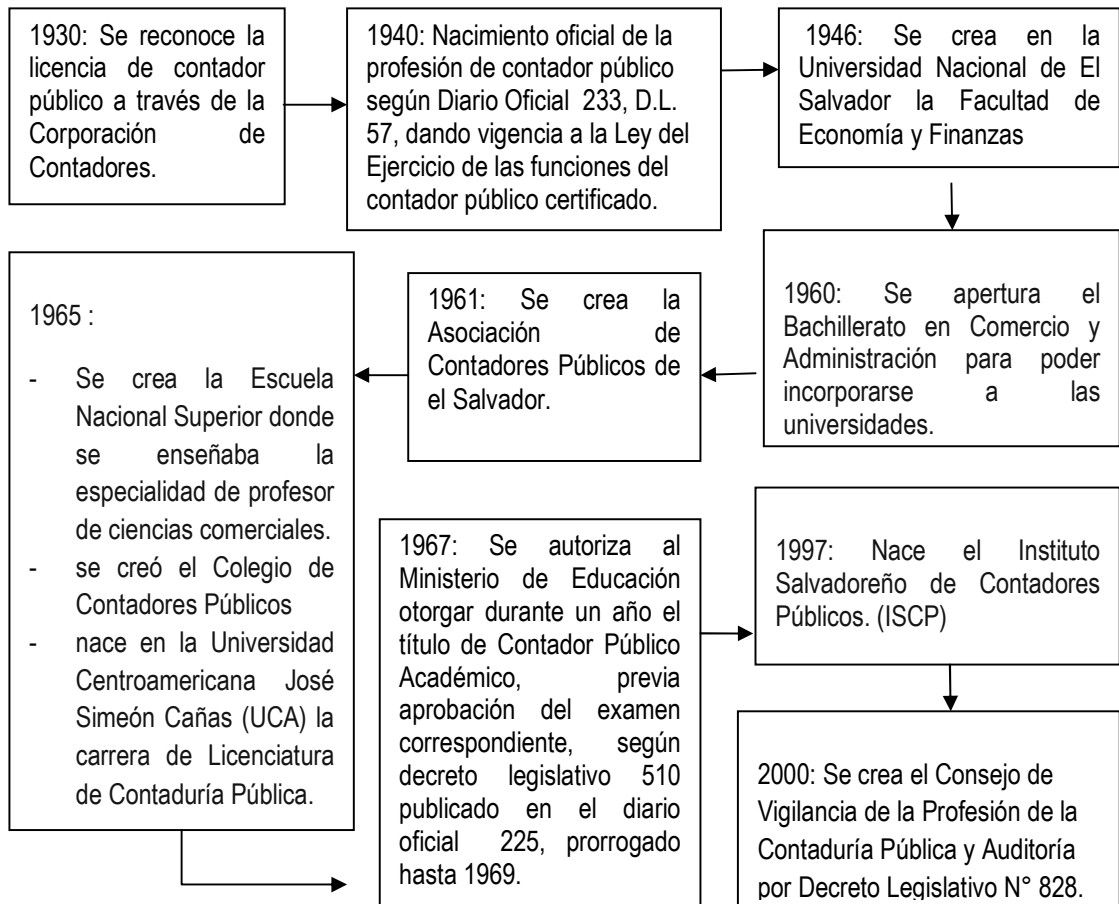 1930: Se reconoce la
licencia de contador
público a través de la
Corporación de
Contadores.
1940: Nacimiento oficial de la
profesión de contador público
según Diario Oficial 233, D.L.
57, dando vigencia a la Ley del
Ejercicio de las funciones del
contador público certificado.
1946: Se crea en la
Universidad Nacional de El
Salvador la Facultad de
Economía y Finanzas
1960: Se apertura el
Bachillerato en Comercio y
Administración para poder
incorporarse a las
universidades.
1961: Se crea la
Asociación de
Contadores Públicos de
el Salvador.
1965 :
- Se crea la Escuela
Nacional Superior donde
se enseñaba la
especialidad de profesor
de ciencias comerciales.
- se creó el Colegio de
Contadores Públicos
- nace en la Universidad
Centroamericana José
Simeón Cañas (UCA) la
carrera de Licenciatura
de Contaduría Pública.
1967: Se autoriza al
Ministerio de Educación
otorgar durante un año el
título de Contador Público
Académico, previa
aprobación del examen
correspondiente, según
decreto legislativo 510
publicado en el diario
oficial 225, prorrogado
hasta 1969.
1997: Nace el Instituto
Salvadoreño de Contadores
Públicos. (ISCP)
2000: Se crea el Consejo de
Vigilancia de la Profesión de la
Contaduría Pública y Auditoría
por Decreto Legislativo N° 828.